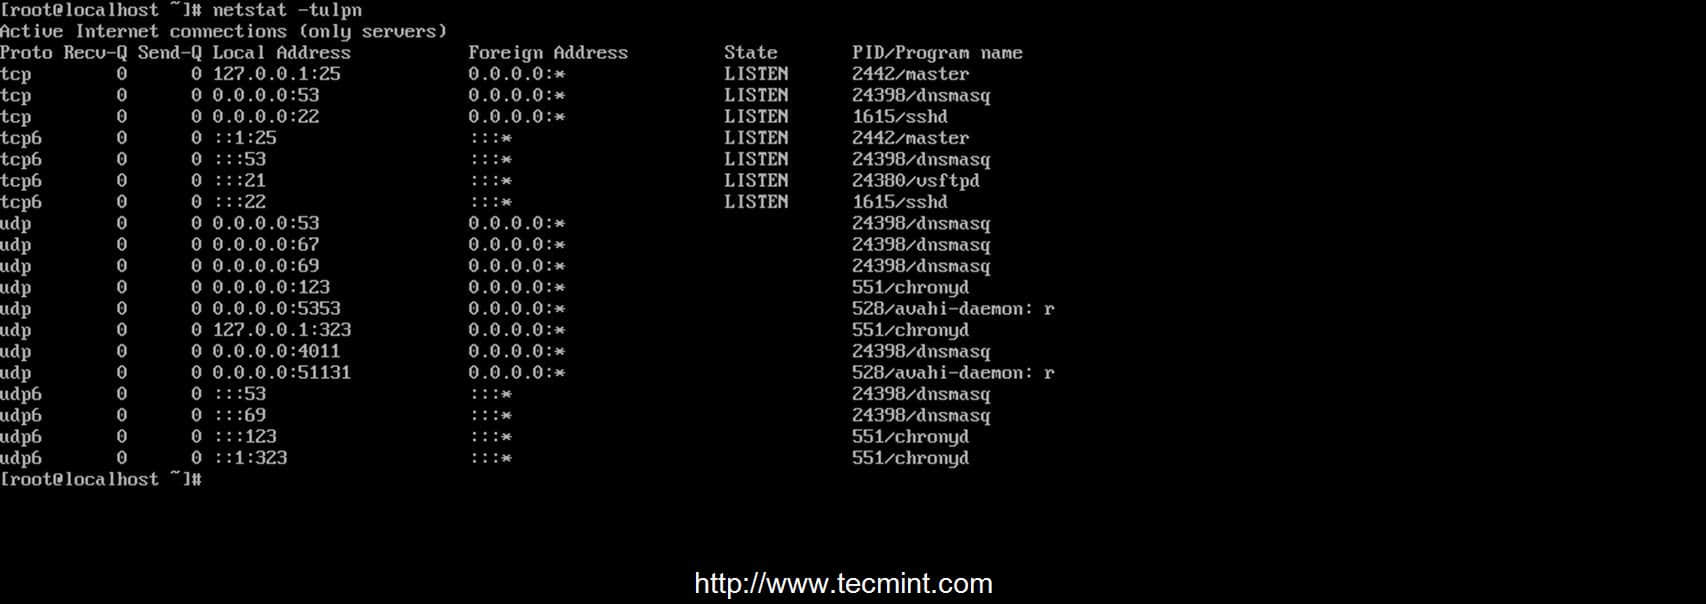 [root@localhost ~]# netstat -tulpn
Active Internet connections (only servers)
Proto Recv-Q Send-Q Local Address           Foreign Address         State       PID/Program name
tcp        0      0 127.0.0.1:25            0.0.0.0:*               LISTEN      2442/master
tcp        0      0 0.0.0.0:53              0.0.0.0:*               LISTEN      24398/dnsmasq
tcp        0      0 0.0.0.0:22              0.0.0.0:*               LISTEN      1615/sshd
tcp6       0      0 ::1:25                  :::*                    LISTEN      2442/master
tcp6       0      0 :::53                   :::*                    LISTEN      24398/dnsmasq
tcp6       0      0 :::21                   :::*                    LISTEN      24380/vsftpd
tcp6       0      0 :::22                   :::*                    LISTEN      1615/sshd
udp        0      0 0.0.0.0:53              0.0.0.0:*                           24398/dnsmasq
udp        0      0 0.0.0.0:67              0.0.0.0:*                           24398/dnsmasq
udp        0      0 0.0.0.0:69              0.0.0.0:*                           24398/dnsmasq
udp        0      0 0.0.0.0:123             0.0.0.0:*                           551/chronyd
udp        0      0 0.0.0.0:5353            0.0.0.0:*                           528/avahi-daemon: r
udp        0      0 127.0.0.1:323           0.0.0.0:*                           551/chronyd
udp        0      0 0.0.0.0:4011            0.0.0.0:*                           24398/dnsmasq
udp        0      0 0.0.0.0:51131           0.0.0.0:*                           528/avahi-daemon: r
udp6       0      0 :::53                   :::*                                24398/dnsmasq
udp6       0      0 :::69                   :::*                                24398/dnsmasq
udp6       0      0 :::123                  :::*                                551/chronyd
udp6       0      0 ::1:323                 :::*                                551/chronyd
[root@localhost ~]#
http://www.tecmint.com